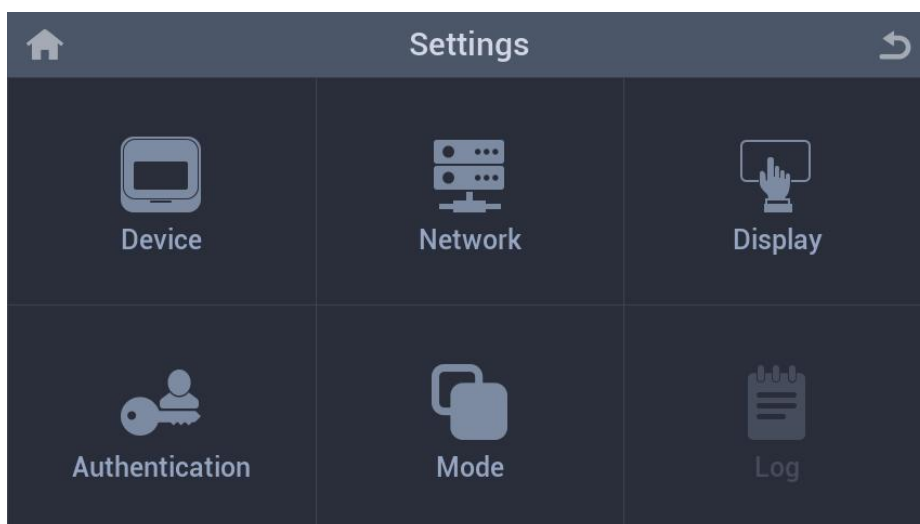 Settings
Device
Network
Display
Authentication
Mode
Log